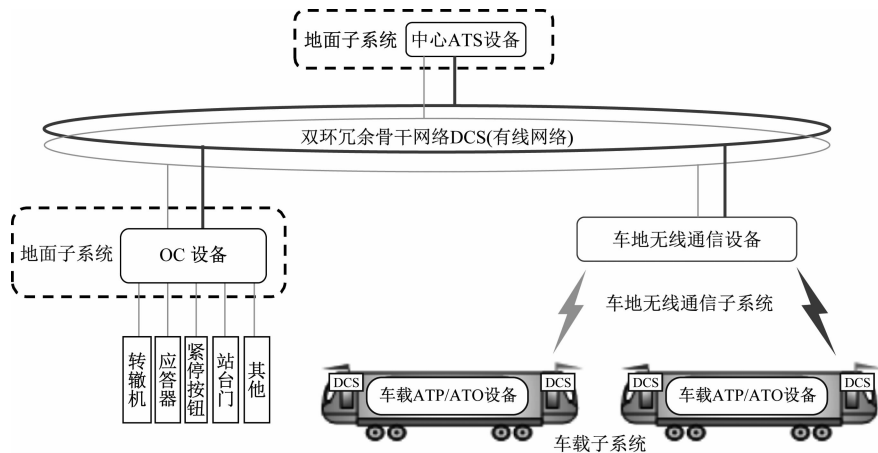 地面子系统
中心ATS设备
双环冗余骨干网络DCS(有线网络)
地面子系统
OC 设备
车地无线通信设备
车地无线通信子系统
转辙机
应答器
紧停按钮
站台门
其他
DCS
车载ATP/ATO设备
DCS
DCS
车载ATP/ATO设备
DCS
车载子系统